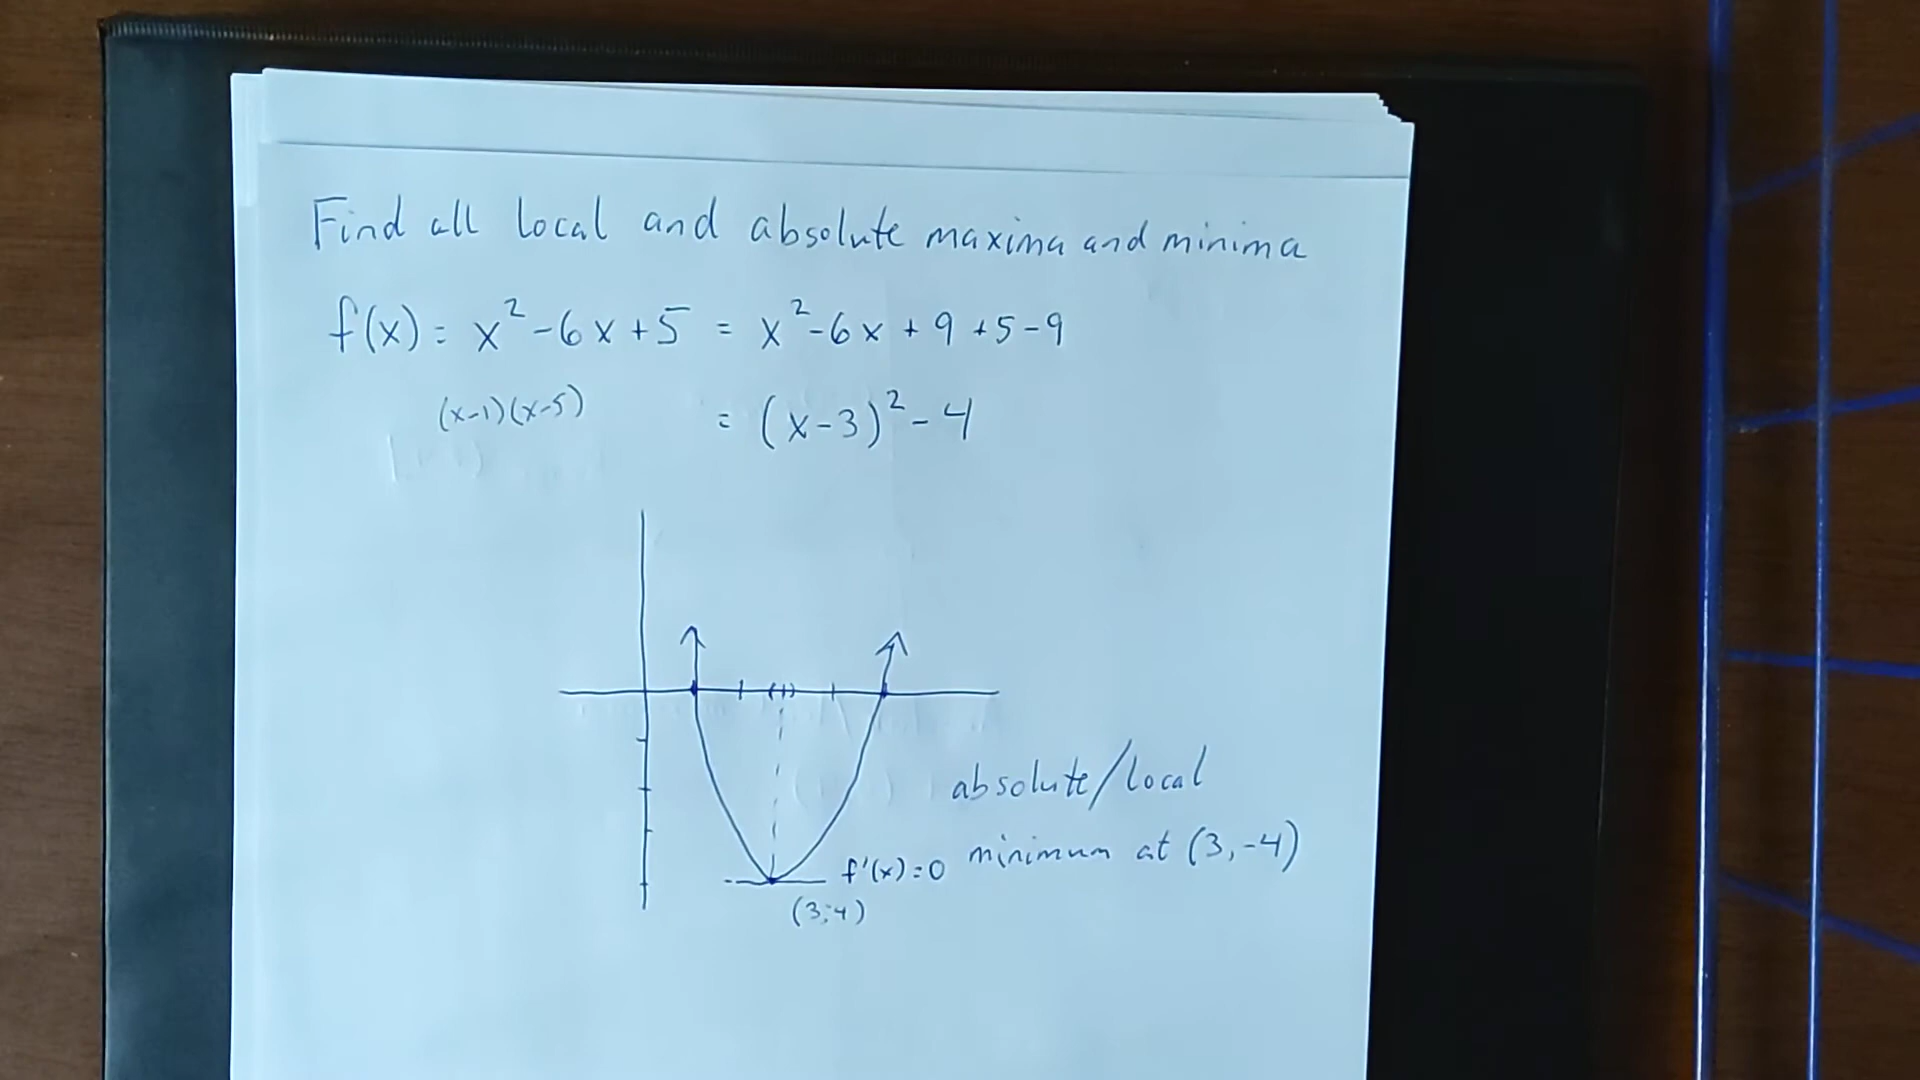 Find all local and absolute maxima and minima
f(x) = x² - 6x + 5 = x² - 6x + 9 + 5 - 9
(x-1)(x-5) = (x-3)² - 4
absolute/local
minimum at (3,-4)
f'(x) = 0
(3,-4)